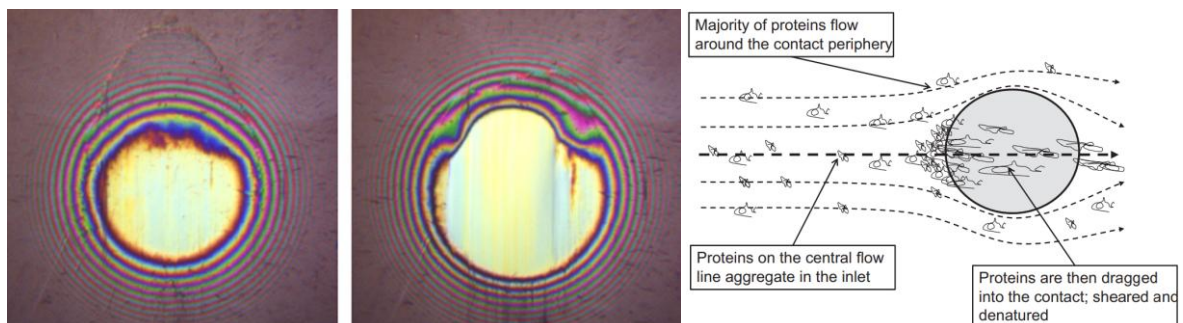 Majority of proteins flow
around the contact periphery
Proteins on the central flow
line aggregate in the inlet
Proteins are then dragged
into the contact; sheared and
denatured